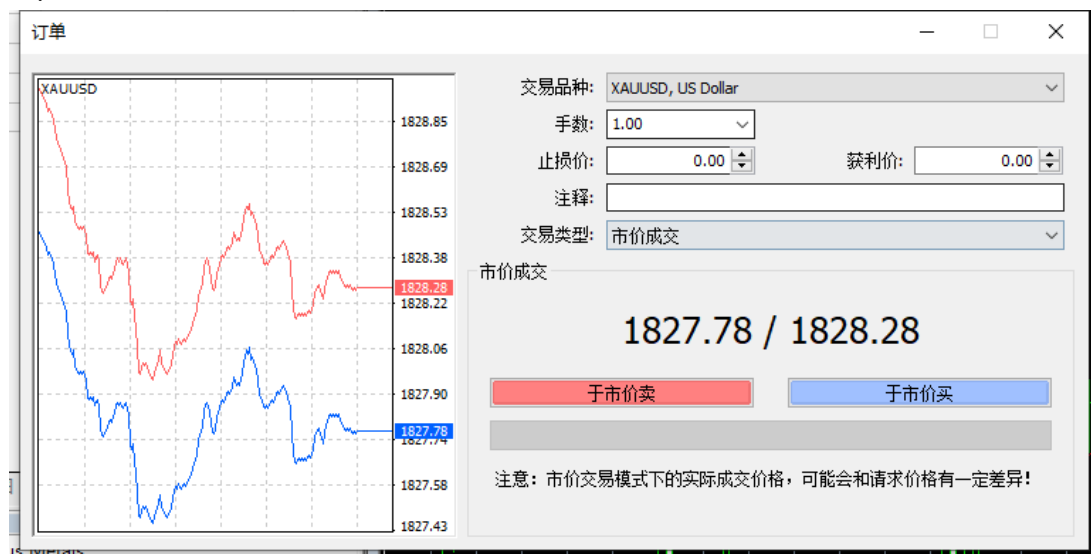 订单
XAUUSD
1828.85
1828.69
1828.53
1828.38
1828.28
1828.22
1828.06
1827.90
1827.78
1827.74
1827.58
1827.43
交易品种: XAUUSD, US Dollar
手数: 1.00
止损价: 0.00 获利价: 0.00
注释:
交易类型: 市价成交
市价成交
1827.78 / 1828.28
于市价卖 于市价买
注意: 市价交易模式下的实际成交价格，可能会和请求价格有一定差异!